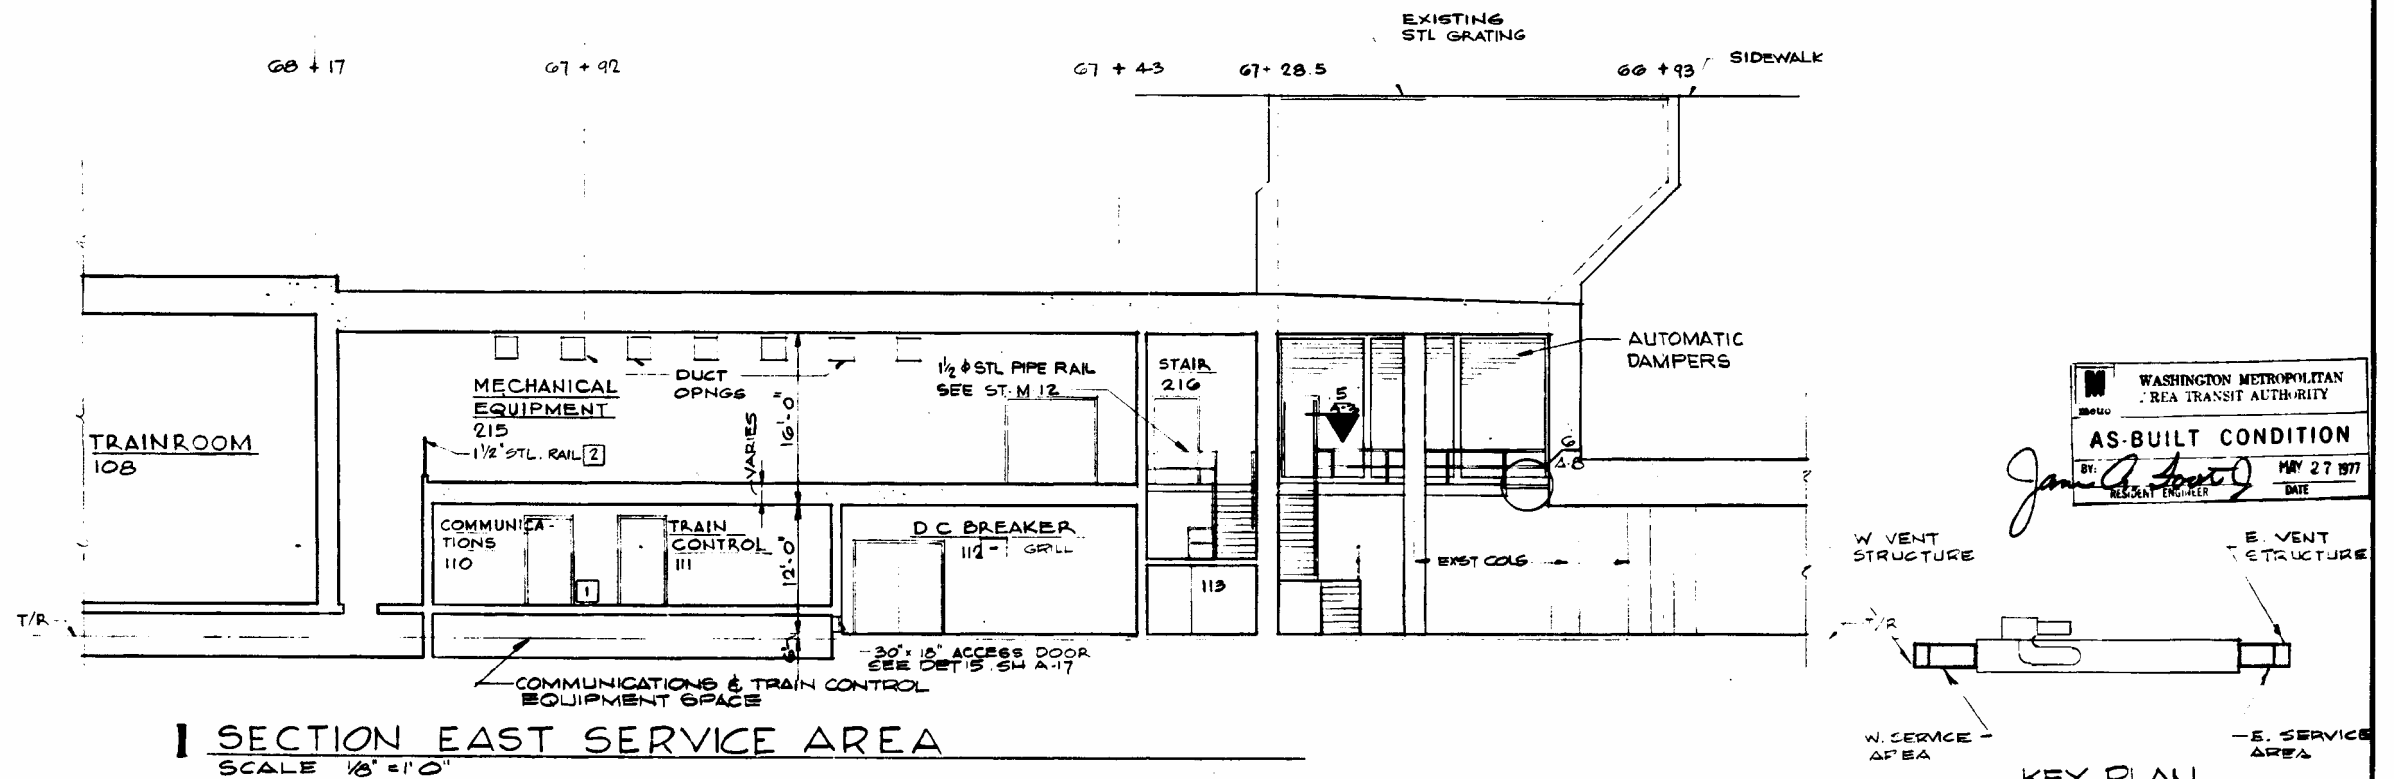 EXISTING
STL GRATING
SIDEWALK
68 + 17
67 + 92
67 + 43
67+ 28.5
66 + 93
AUTOMATIC
DAMPERS
1½ ϕ STL PIPE RAIL
SEE ST. M 12
STAIR
216
DUCT
OPNGS
MECHANICAL
EQUIPMENT
215
1½" STL. RAIL 2
VARIES
16'-0"
5
A-3
6
A-8
TRAINROOM
108
COMMUNICA-
TIONS
110
TRAIN
CONTROL
111
1
12'-0"
D C BREAKER
112
GRILL
113
EXIST COLS
T/R
T/R
30" x 18" ACCESS DOOR
SEE DET 15. SH A-17
COMMUNICATIONS & TRAIN CONTROL
EQUIPMENT SPACE
1 SECTION EAST SERVICE AREA
SCALE 1/8" = 1'0"
M
metro
WASHINGTON METROPOLITAN
AREA TRANSIT AUTHORITY
AS-BUILT CONDITION
BY:
RESIDENT ENGINEER
MAY 27 1977
DATE
W. VENT
STRUCTURE
E. VENT
STRUCTURE
W. SERVICE
AREA
E. SERVICE
AREA
KEY PLAN